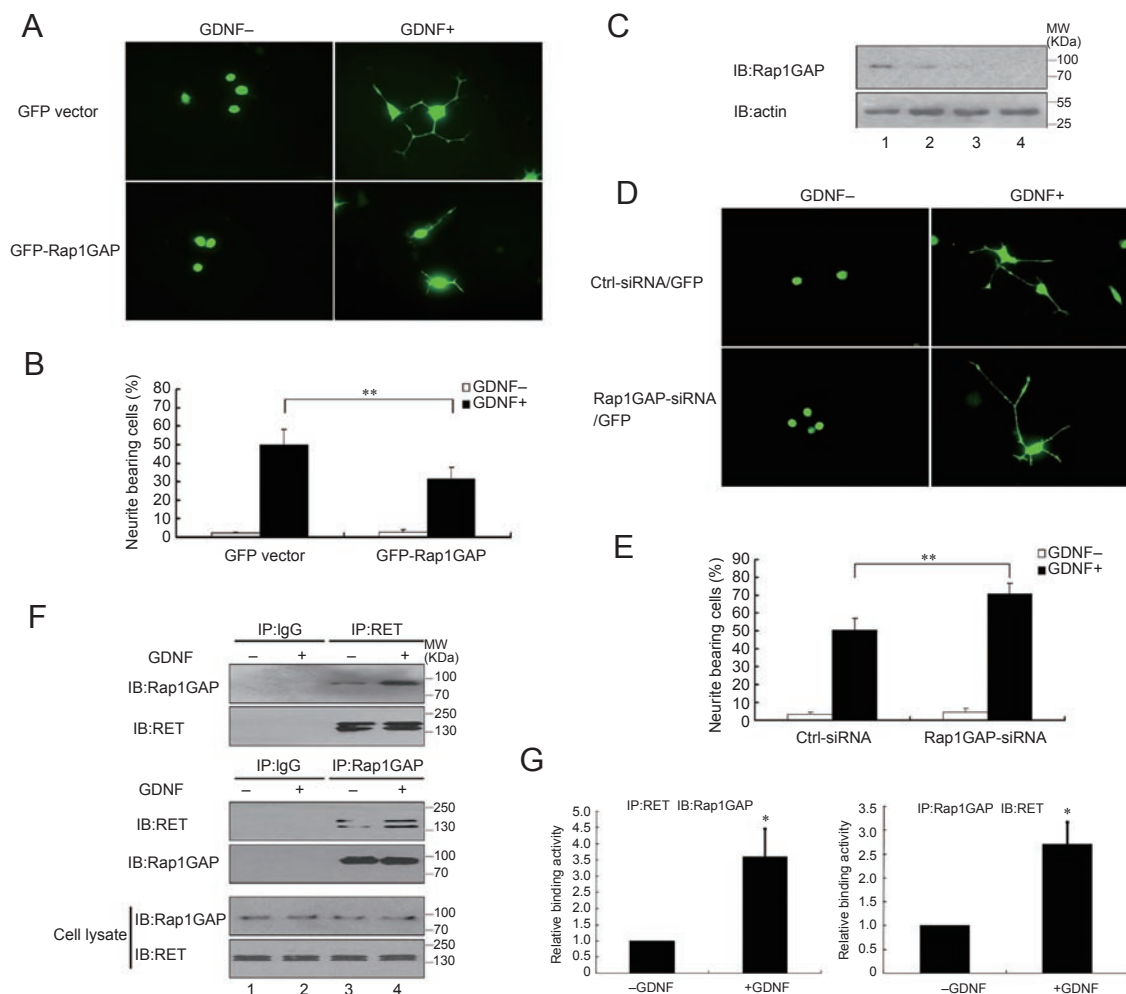 A
GDNF– GDNF+
GFP vector
GFP-Rap1GAP
B
Neurite bearing cells (%)
80
70
60
50
40
30
20
10
0
**
GDNF–
GDNF+
GFP vector GFP-Rap1GAP
C
MW
(KDa)
IB:Rap1GAP
100
70
IB:actin
55
25
1 2 3 4
D
GDNF– GDNF+
Ctrl-siRNA/GFP
Rap1GAP-siRNA
/GFP
E
Neurite bearing cells (%)
90
80
70
60
50
40
30
20
10
0
**
GDNF–
GDNF+
Ctrl-siRNA Rap1GAP-siRNA
F
IP:IgG IP:RET
MW
(KDa)
GDNF – + – +
IB:Rap1GAP
100
70
IB:RET
250
130
IP:IgG IP:Rap1GAP
GDNF – + – +
IB:RET
250
130
IB:Rap1GAP
100
70
Cell lysate
IB:Rap1GAP
100
70
IB:RET
250
130
1 2 3 4
G
IP:RET IB:Rap1GAP
Relative binding activity
5.0
4.5
4.0
3.5
3.0
2.5
2.0
1.5
1.0
0.5
0
*
–GDNF +GDNF
IP:Rap1GAP IB:RET
Relative binding activity
3.5
3.0
2.5
2.0
1.5
1.0
0.5
0
*
–GDNF +GDNF